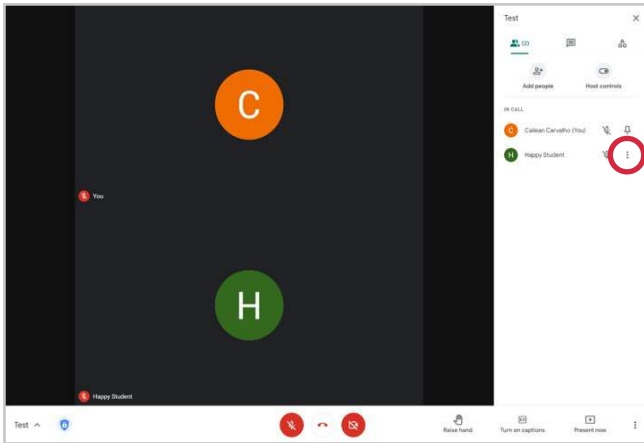 Test
(2)
Add people
Host controls
IN CALL
C
Callean Carvalho (You)
H
Happy Student
C
You
H
Happy Student
Test
Raise hand
Turn on captions
Present now